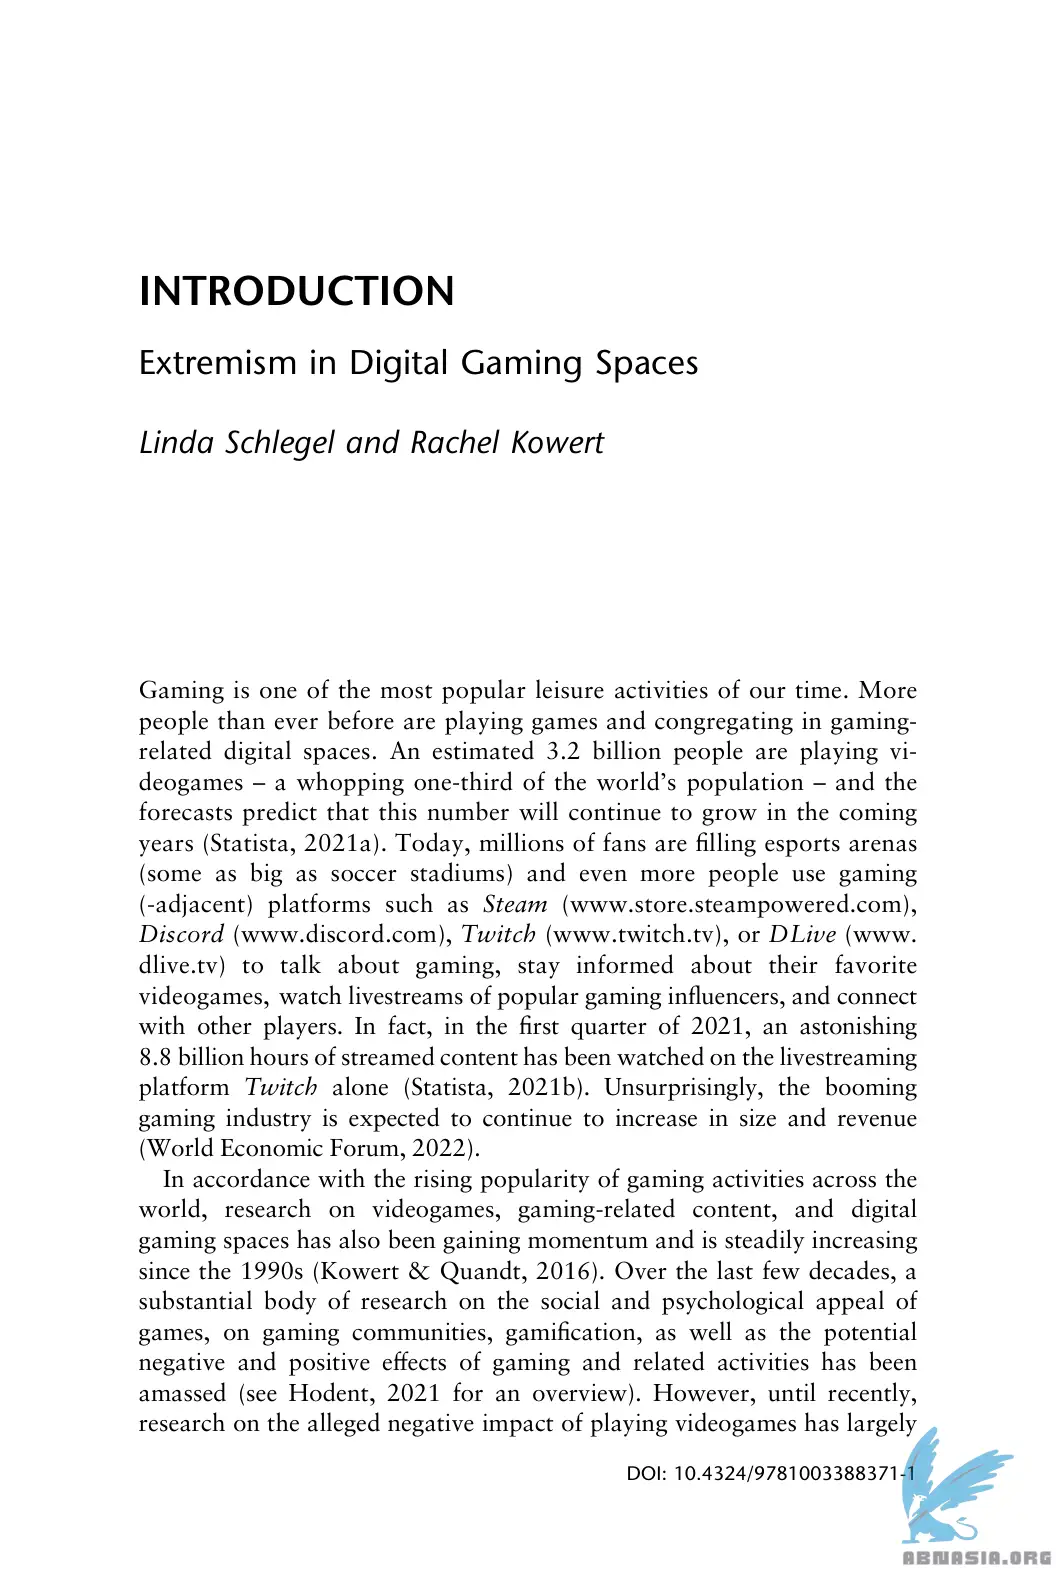 INTRODUCTION
Extremism in Digital Gaming Spaces
Linda Schlegel and Rachel Kowert
Gaming is one of the most popular leisure activities of our time. More
people than ever before are playing games and congregating in gaming-
related digital spaces. An estimated 3.2 billion people are playing vi-
deogames – a whopping one-third of the world's population – and the
forecasts predict that this number will continue to grow in the coming
years (Statista, 2021a). Today, millions of fans are filling esports arenas
(some as big as soccer stadiums) and even more people use gaming
(-adjacent) platforms such as Steam (www.store.steampowered.com),
Discord (www.discord.com), Twitch (www.twitch.tv), or DLive (www.
dlive.tv) to talk about gaming, stay informed about their favorite
videogames, watch livestreams of popular gaming influencers, and connect
with other players. In fact, in the first quarter of 2021, an astonishing
8.8 billion hours of streamed content has been watched on the livestreaming
platform Twitch alone (Statista, 2021b). Unsurprisingly, the booming
gaming industry is expected to continue to increase in size and revenue
(World Economic Forum, 2022).
In accordance with the rising popularity of gaming activities across the
world, research on videogames, gaming-related content, and digital
gaming spaces has also been gaining momentum and is steadily increasing
since the 1990s (Kowert & Quandt, 2016). Over the last few decades, a
substantial body of research on the social and psychological appeal of
games, on gaming communities, gamification, as well as the potential
negative and positive effects of gaming and related activities has been
amassed (see Hodent, 2021 for an overview). However, until recently,
research on the alleged negative impact of playing videogames has largely
DOI: 10.4324/9781003388371-1
ABNASIA.ORG